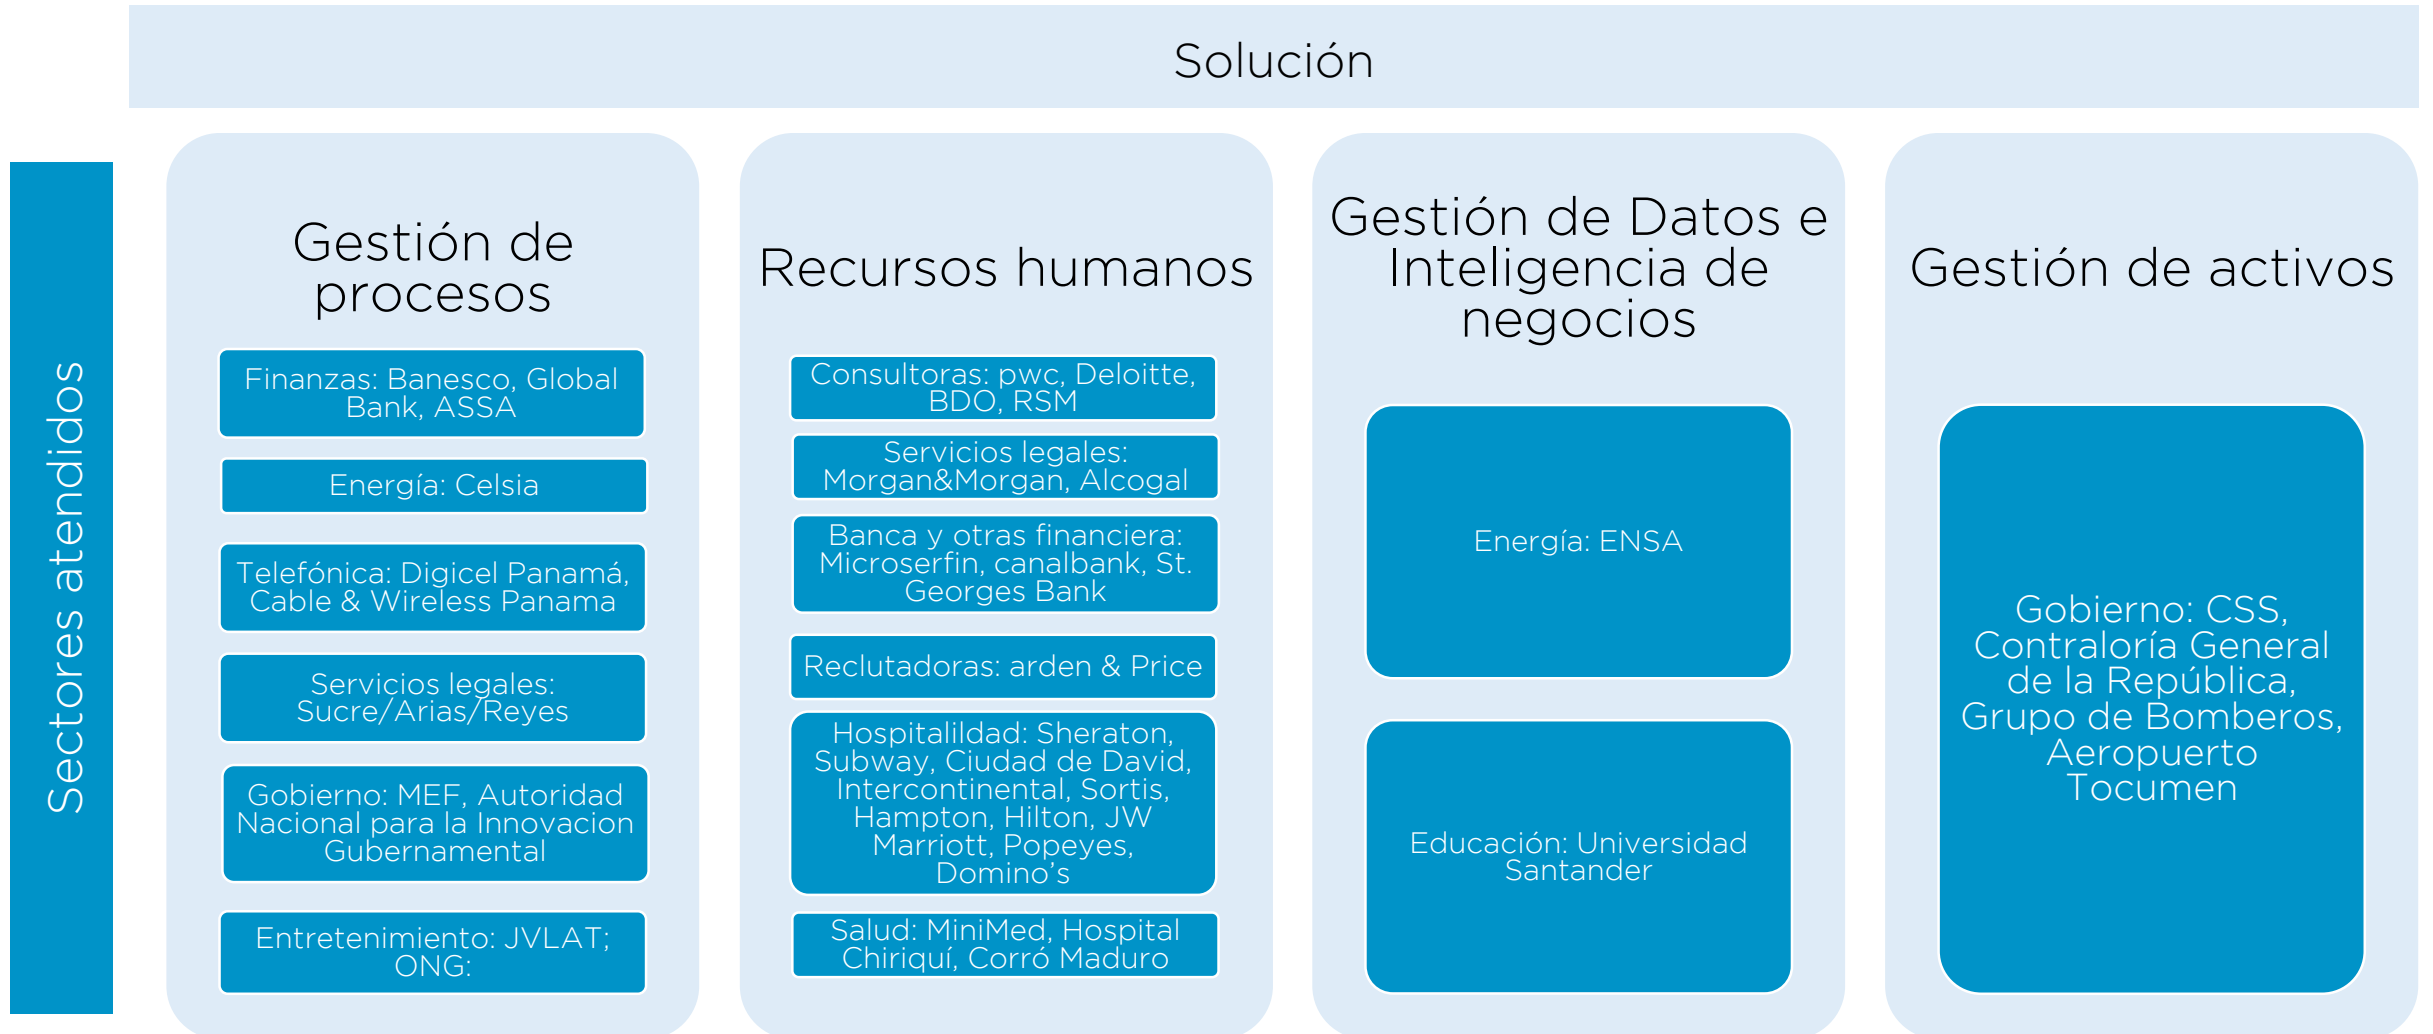 Solución
Sectores atendidos
Gestión de
procesos
Finanzas: Banesco, Global
Bank, ASSA
Energía: Celsia
Telefónica: Digicel Panamá,
Cable & Wireless Panama
Servicios legales:
Sucre/Arias/Reyes
Gobierno: MEF, Autoridad
Nacional para la Innovacion
Gubernamental
Entretenimiento: JVLAT;
ONG:
Recursos humanos
Consultoras: pwc, Deloitte,
BDO, RSM
Servicios legales:
Morgan&Morgan, Alcogal
Banca y otras financiera:
Microserfin, canalbank, St.
Georges Bank
Reclutadoras: arden & Price
Hospitalildad: Sheraton,
Subway, Ciudad de David,
Intercontinental, Sortis,
Hampton, Hilton, JW
Marriott, Popeyes,
Domino’s
Salud: MiniMed, Hospital
Chiriquí, Corró Maduro
Gestión de Datos e
Inteligencia de
negocios
Energía: ENSA
Educación: Universidad
Santander
Gestión de activos
Gobierno: CSS,
Contraloría General
de la República,
Grupo de Bomberos,
Aeropuerto
Tocumen